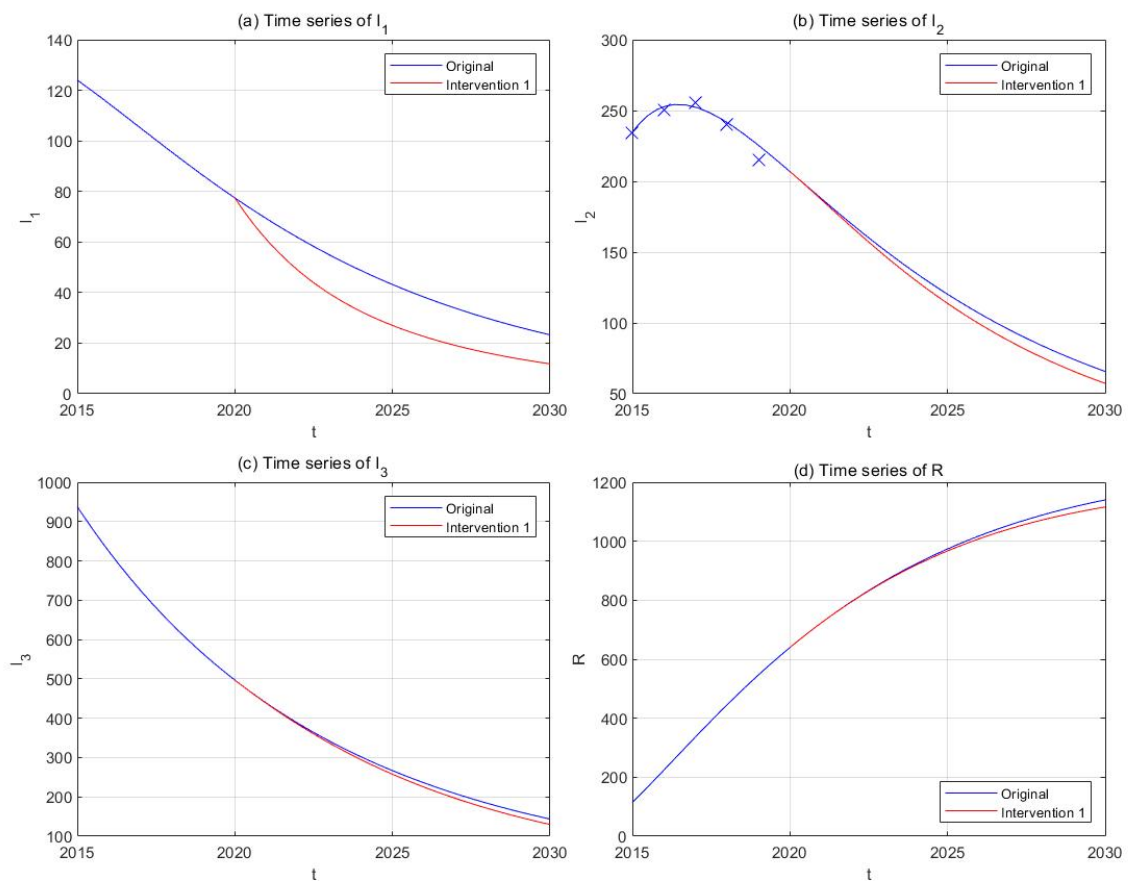 (a) Time series of I1
140
120
100
80
60
40
20
0
I1
2015
2020
2025
2030
t
Original
Intervention 1
(b) Time series of I2
300
250
200
150
100
50
I2
2015
2020
2025
2030
t
Original
Intervention 1
(c) Time series of I3
1000
900
800
700
600
500
400
300
200
100
I3
2015
2020
2025
2030
t
Original
Intervention 1
(d) Time series of R
1200
1000
800
600
400
200
0
R
2015
2020
2025
2030
t
Original
Intervention 1